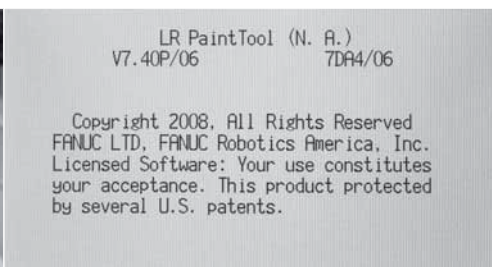 LR PaintTool (N. A.)
V7.40P/06 7DA4/06
Copyright 2008, All Rights Reserved
FANUC LTD, FANUC Robotics America, Inc.
Licensed Software: Your use constitutes
your acceptance. This product protected
by several U.S. patents.